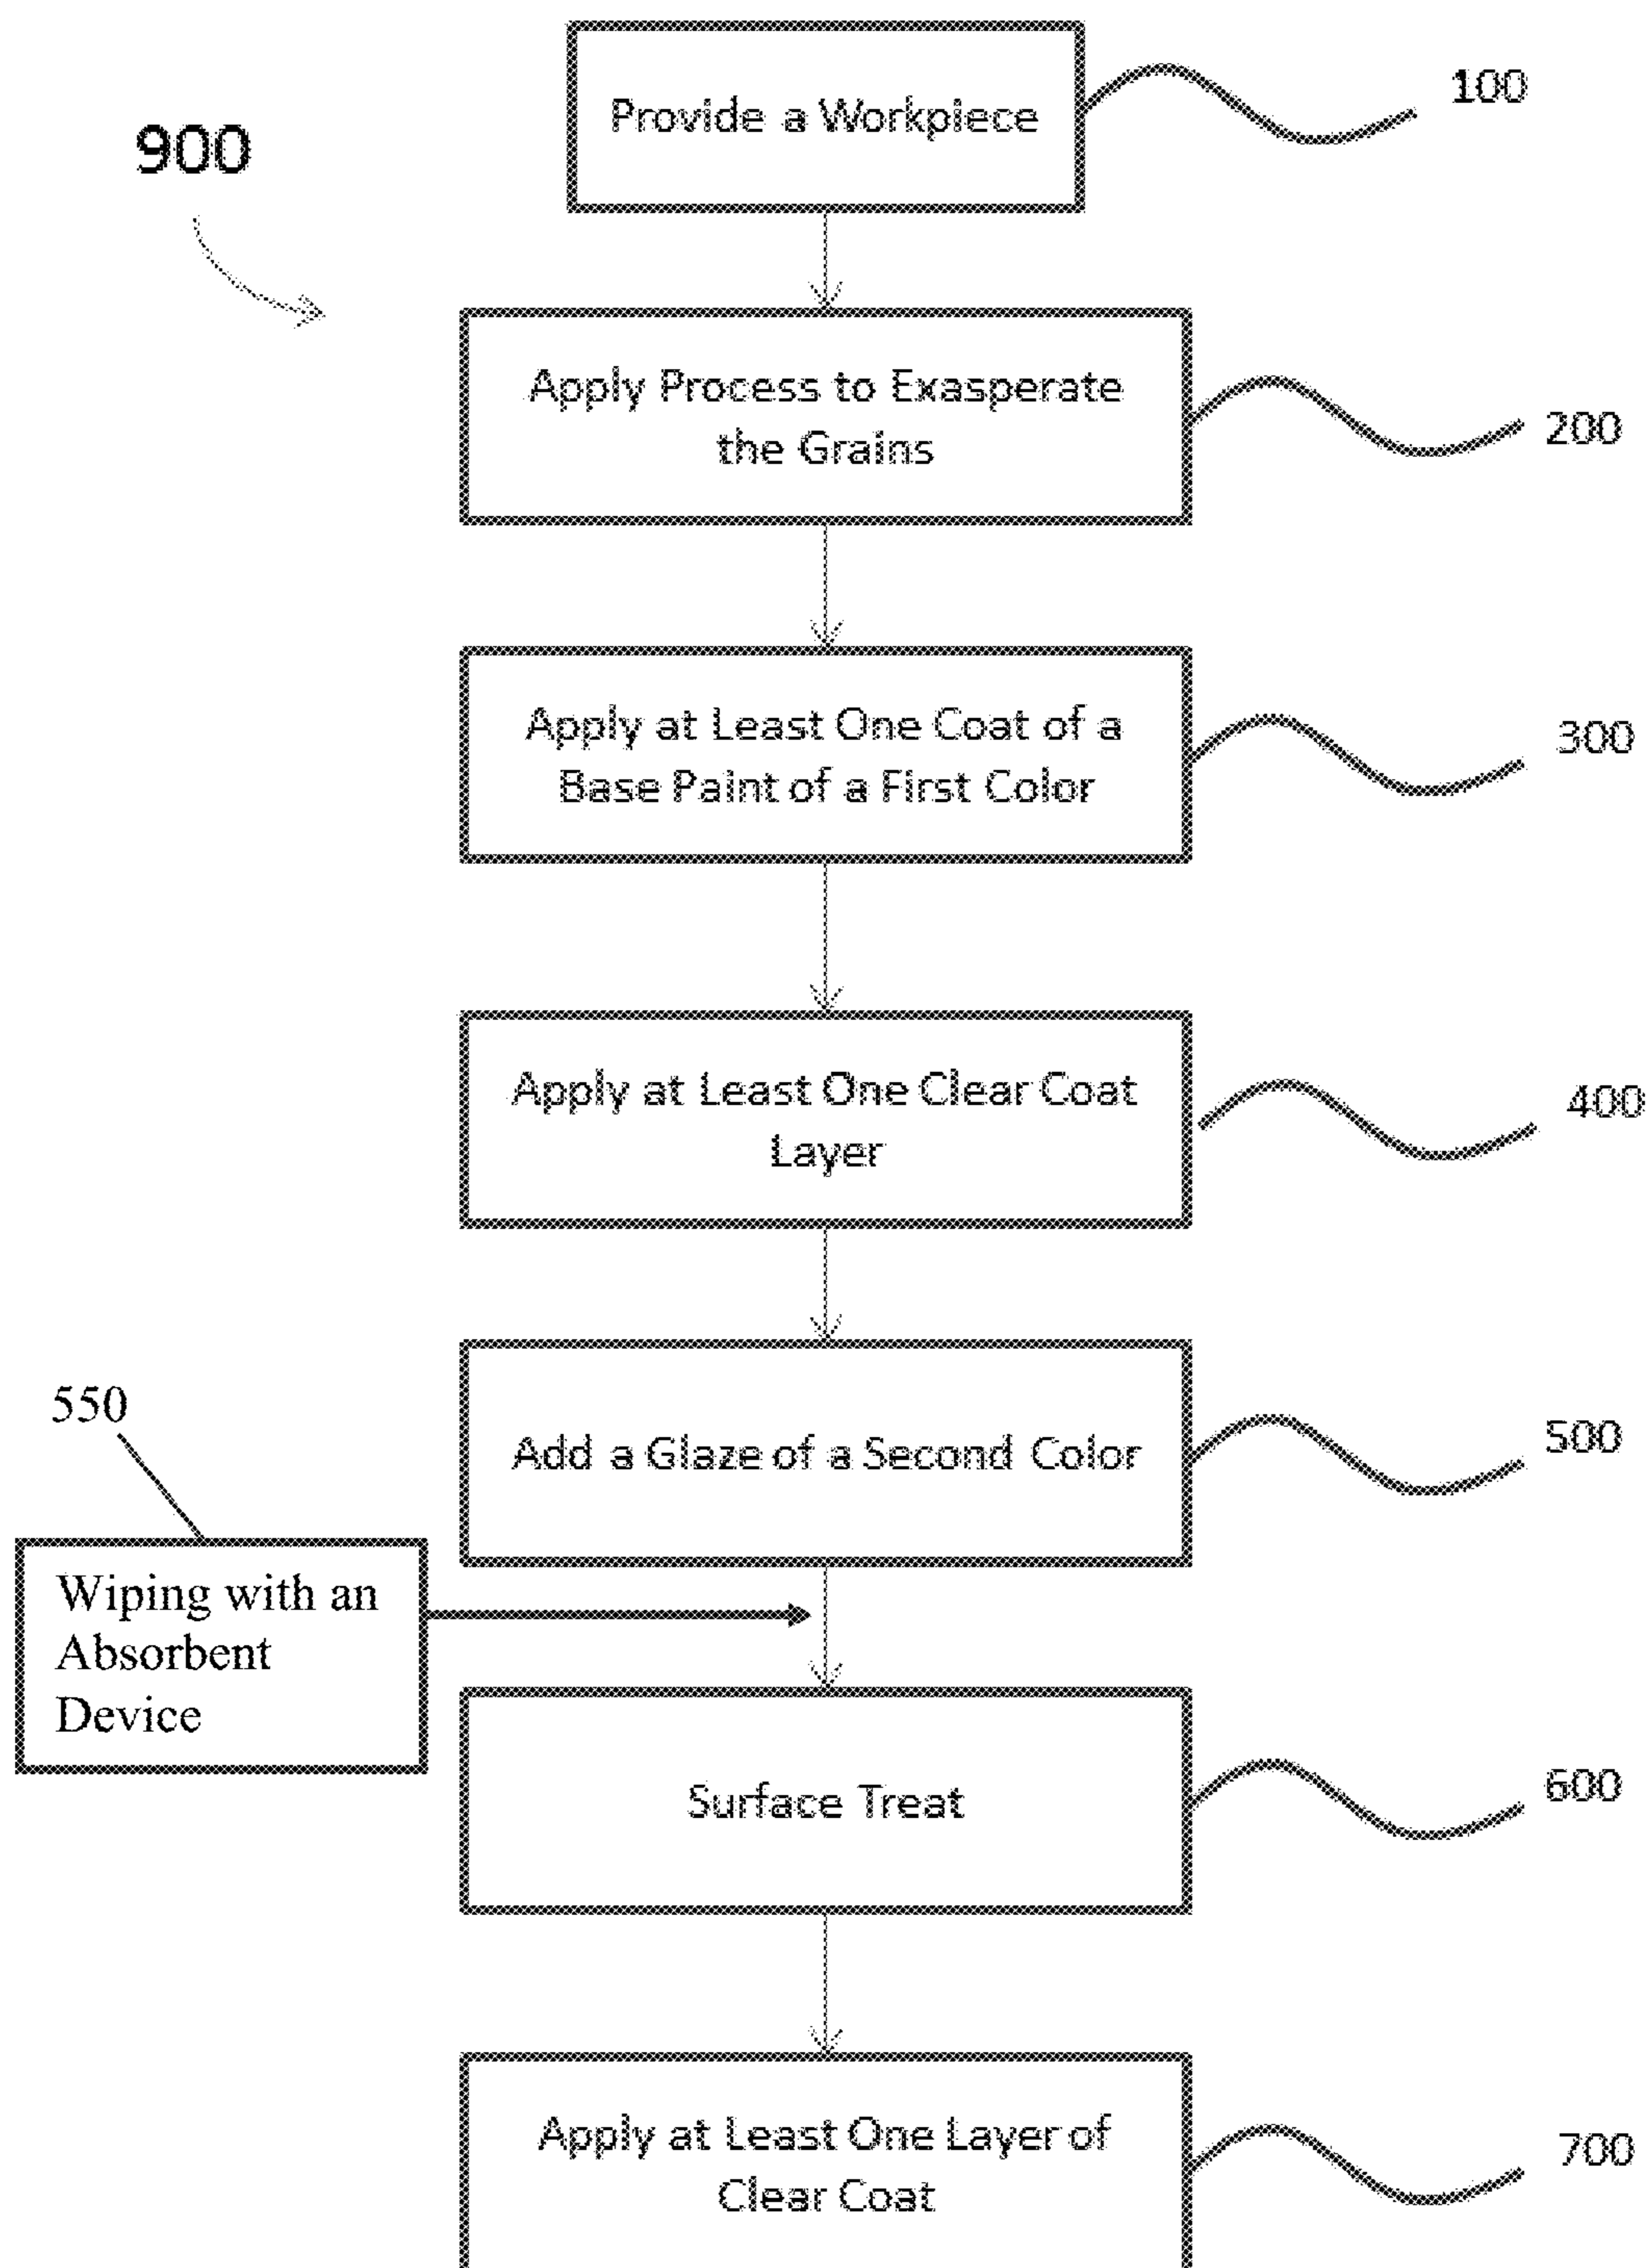 900
Provide a Workpiece
100
Apply Process to Exasperate
the Grains
200
Apply at Least One Coat of a
Base Paint of a First Color
300
Apply at Least One Clear Coat
Layer
400
Add a Glaze of a Second Color
500
550
Wiping with an
Absorbent
Device
Surface Treat
600
Apply at Least One Layer of
Clear Coat
700